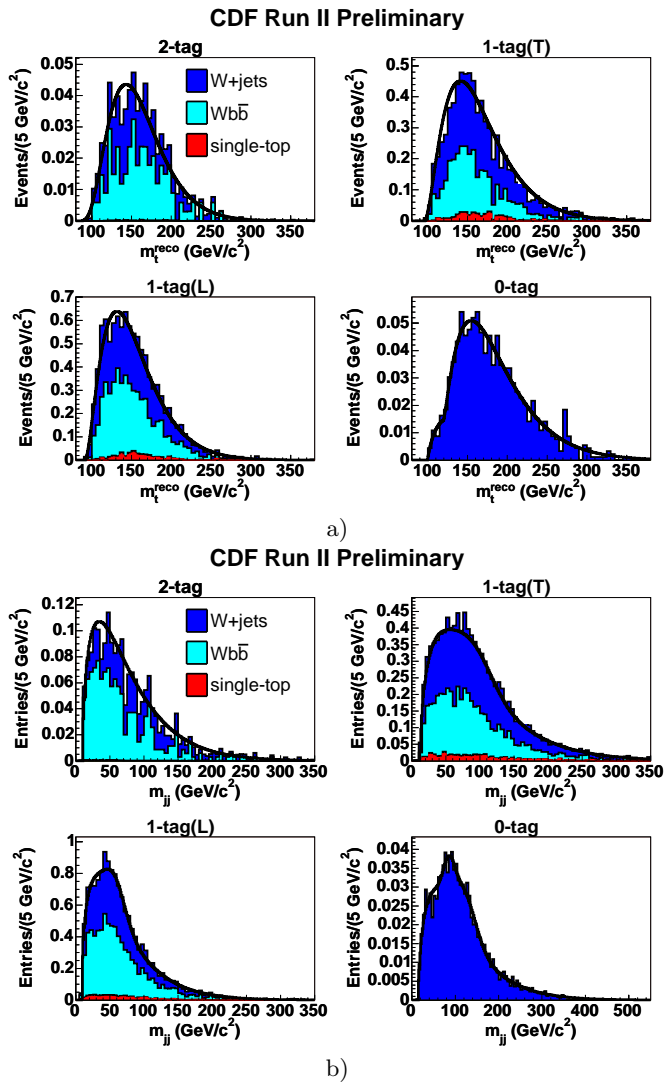 CDF Run II Preliminary
2-tag
Events/(5 GeV/c²)
0.05
0.04
0.03
0.02
0.01
0
W+jets
Wbb̄
single-top
100 150 200 250 300 350
m_t^reco (GeV/c²)
1-tag(T)
Events/(5 GeV/c²)
0.5
0.4
0.3
0.2
0.1
0
100 150 200 250 300 350
m_t^reco (GeV/c²)
1-tag(L)
Events/(5 GeV/c²)
0.7
0.6
0.5
0.4
0.3
0.2
0.1
0
100 150 200 250 300 350
m_t^reco (GeV/c²)
0-tag
Events/(5 GeV/c²)
0.05
0.04
0.03
0.02
0.01
0
100 150 200 250 300 350
m_t^reco (GeV/c²)
a)
CDF Run II Preliminary
2-tag
Entries/(5 GeV/c²)
0.12
0.1
0.08
0.06
0.04
0.02
0
W+jets
Wbb̄
single-top
0 50 100 150 200 250 300 350
m_jj (GeV/c²)
1-tag(T)
Entries/(5 GeV/c²)
0.45
0.4
0.35
0.3
0.25
0.2
0.15
0.1
0.05
0
0 50 100 150 200 250 300 350
m_jj (GeV/c²)
1-tag(L)
Entries/(5 GeV/c²)
1
0.8
0.6
0.4
0.2
0
0 50 100 150 200 250 300 350
m_jj (GeV/c²)
0-tag
Entries/(5 GeV/c²)
0.04
0.035
0.03
0.025
0.02
0.015
0.01
0.005
0
0 100 200 300 400 500
m_jj (GeV/c²)
b)